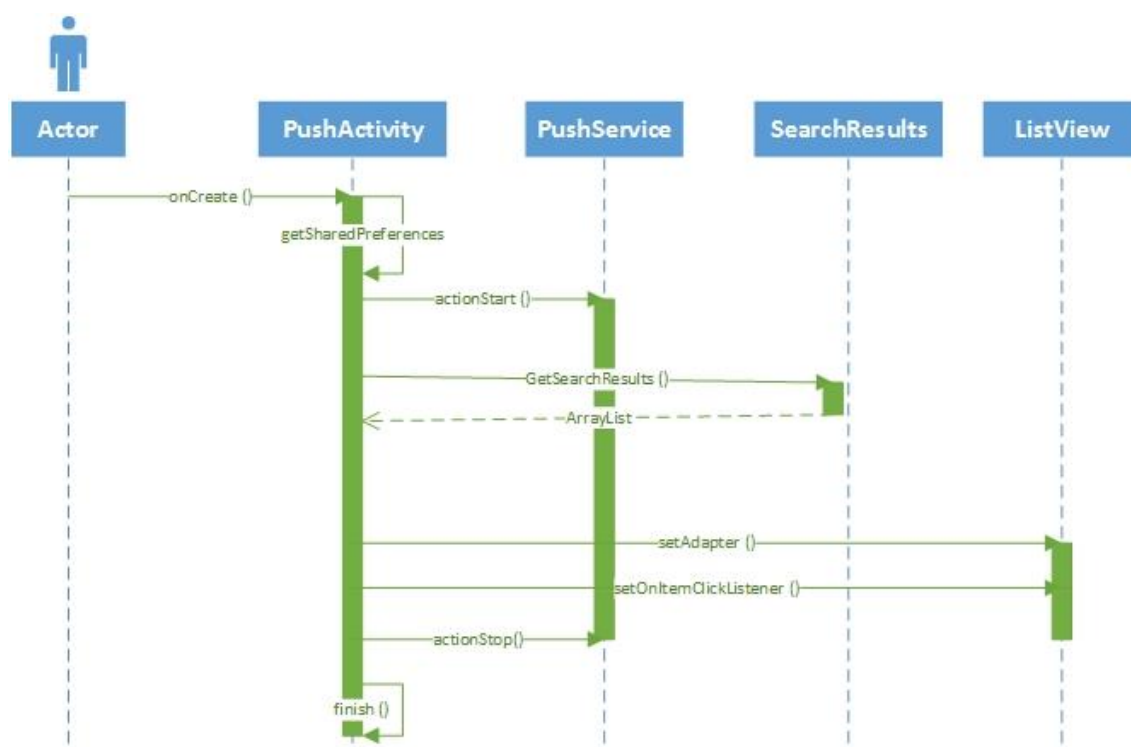 Actor
PushActivity
PushService
SearchResults
ListView
onCreate ()
getSharedPreferences
actionStart ()
GetSearchResults ()
ArrayList
setAdapter ()
setOnItemClickListener ()
actionStop()
finish ()